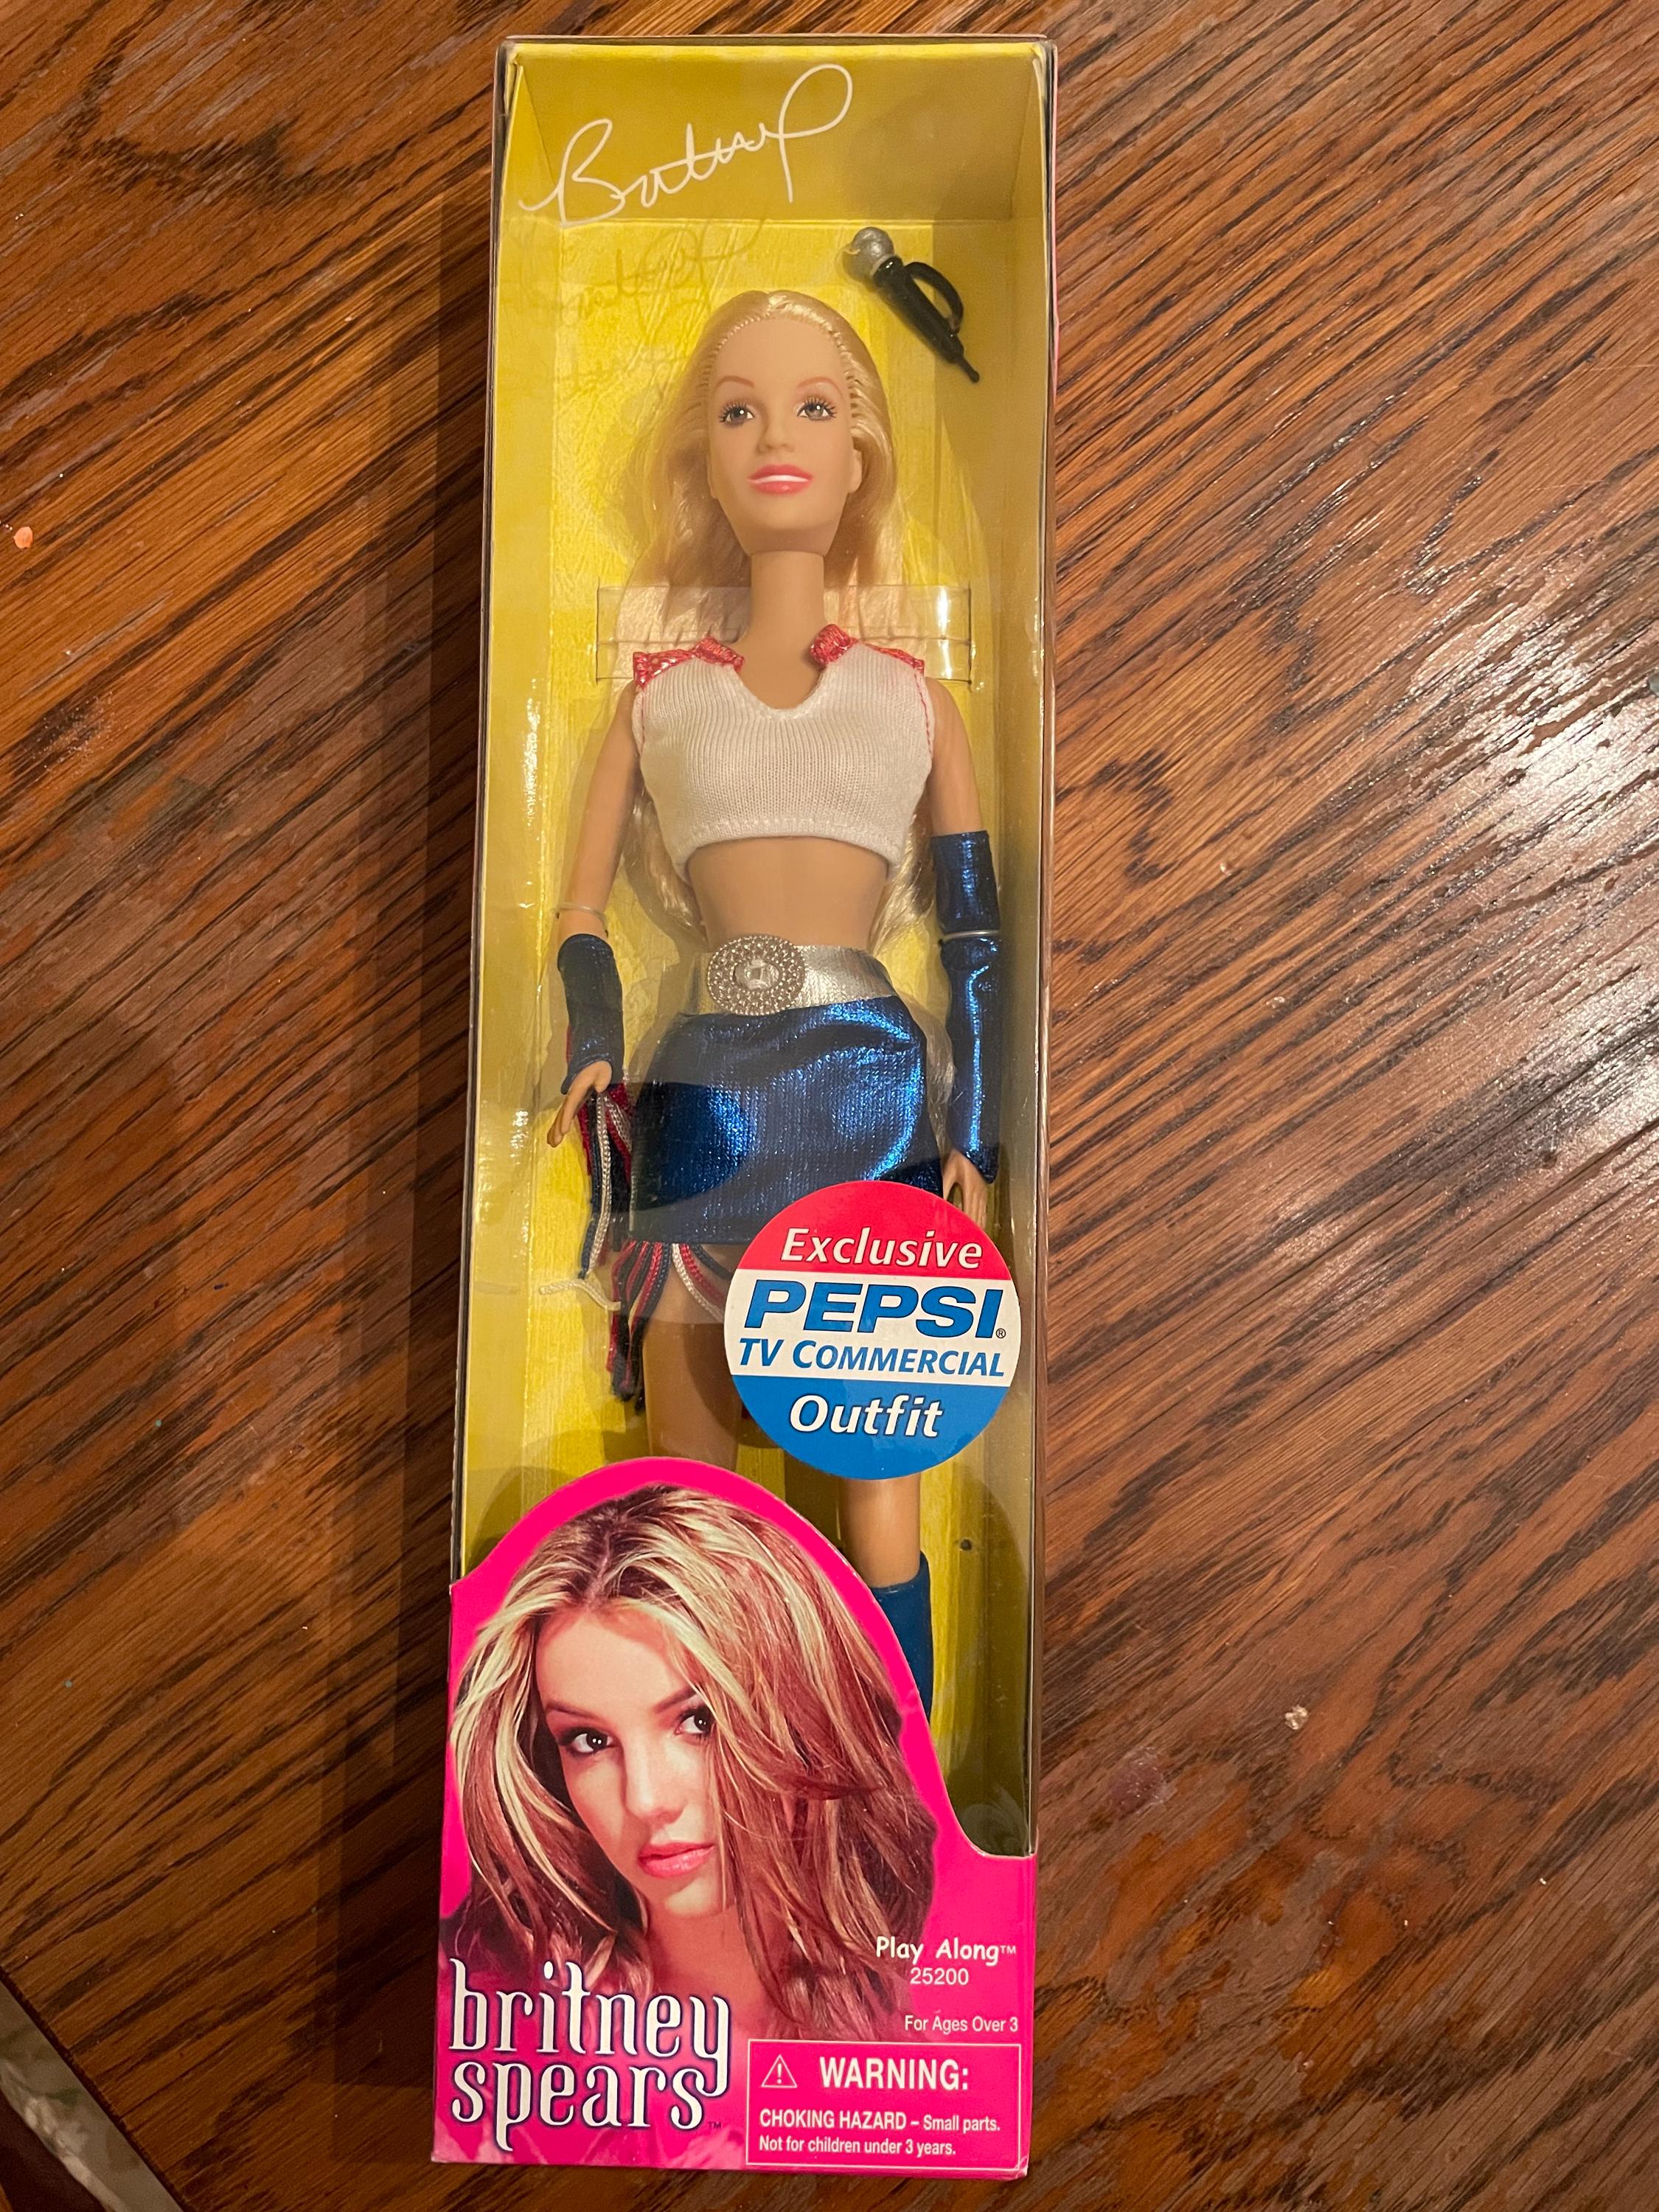 Britney
Exclusive
PEPSI®
TV COMMERCIAL
Outfit
Play Along™
25200
For Ages Over 3
britney
spears™
⚠ WARNING:
CHOKING HAZARD – Small parts.
Not for children under 3 years.